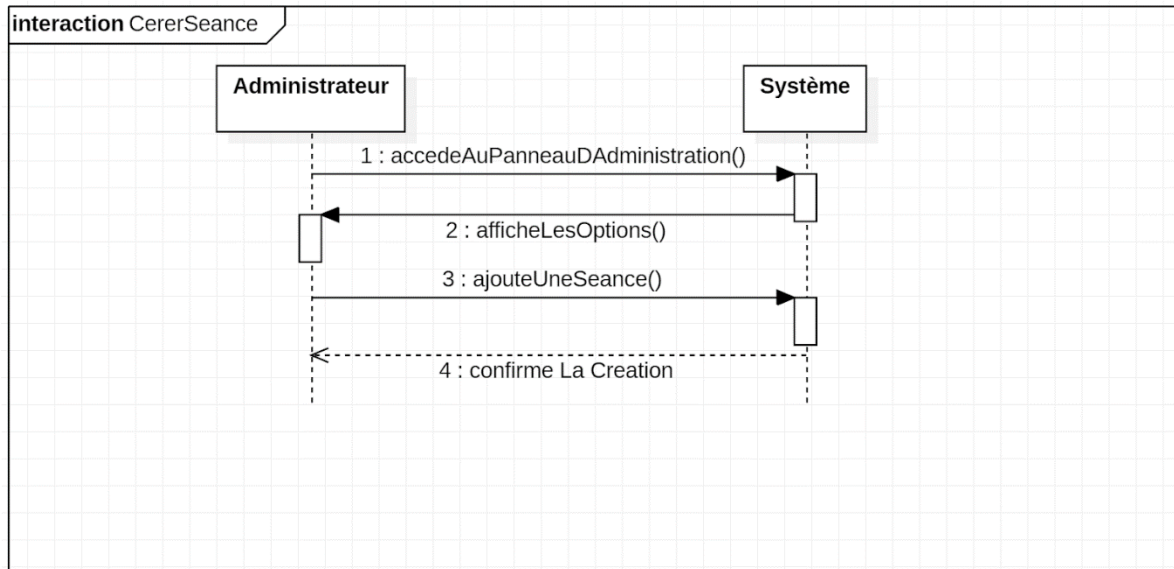 interaction CererSeance
Administrateur
Système
1 : accedeAuPanneauDAdministration()
2 : afficheLesOptions()
3 : ajouteUneSeance()
4 : confirme La Creation